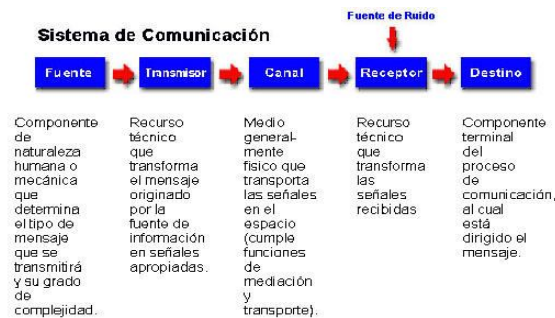 Fuente de Ruido
Sistema de Comunicación
Fuente
Transmisor
Canal
Receptor
Destino
Componente
de
naturaleza
humana o
mecánica
que
determina
el tipo de
mensaje
que se
transmitirá
y su grado
de
complejidad.
Recurso
técnico
que
transforma
el mensaje
originado
por la
fuente de
información
en señales
apropiadas.
Medio
general-
mente
físico que
transporta
las señales
en el
espacio
(cumple
funciones
de
mediación
y
transporte).
Recurso
técnico
que
transforma
las
señales
recibidas
Componente
terminal
del
proceso
de
comunicación,
al cual
está
dirigido el
mensaje.